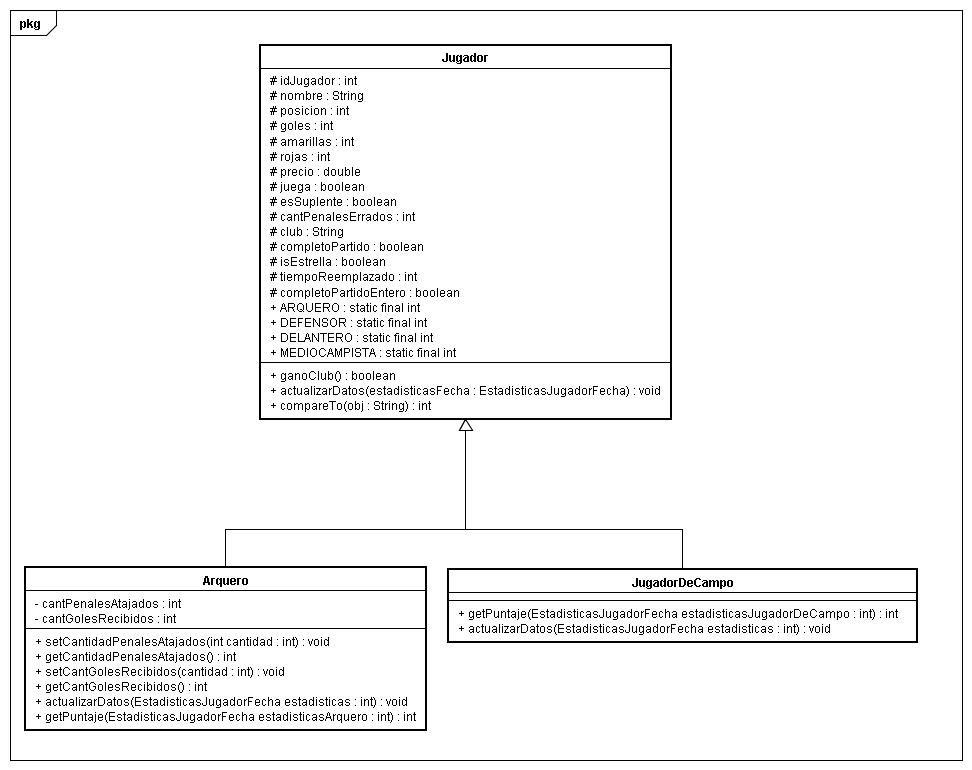 pkg
Jugador
# idJugador : int
# nombre : String
# posicion : int
# goles : int
# amarillas : int
# rojas : int
# precio : double
# juega : boolean
# esSuplente : boolean
# cantPenalesErrados : int
# club : String
# completoPartido : boolean
# isEstrella : boolean
# tiempoReemplazado : int
# completoPartidoEntero : boolean
+ ARQUERO : static final int
+ DEFENSOR : static final int
+ DELANTERO : static final int
+ MEDIOCAMPISTA : static final int
+ ganoClub() : boolean
+ actualizarDatos(estadisticasFecha : EstadisticasJugadorFecha) : void
+ compareTo(obj : String) : int
Arquero
- cantPenalesAtajados : int
- cantGolesRecibidos : int
+ setCantidadPenalesAtajados(int cantidad : int) : void
+ getCantidadPenalesAtajados() : int
+ setCantGolesRecibidos(cantidad : int) : void
+ getCantGolesRecibidos() : int
+ actualizarDatos(EstadisticasJugadorFecha estadisticas : int) : void
+ getPuntaje(EstadisticasJugadorFecha estadisticasArquero : int) : int
JugadorDeCampo
+ getPuntaje(EstadisticasJugadorFecha estadisticasJugadorDeCampo : int) : int
+ actualizarDatos(EstadisticasJugadorFecha estadisticas : int) : void